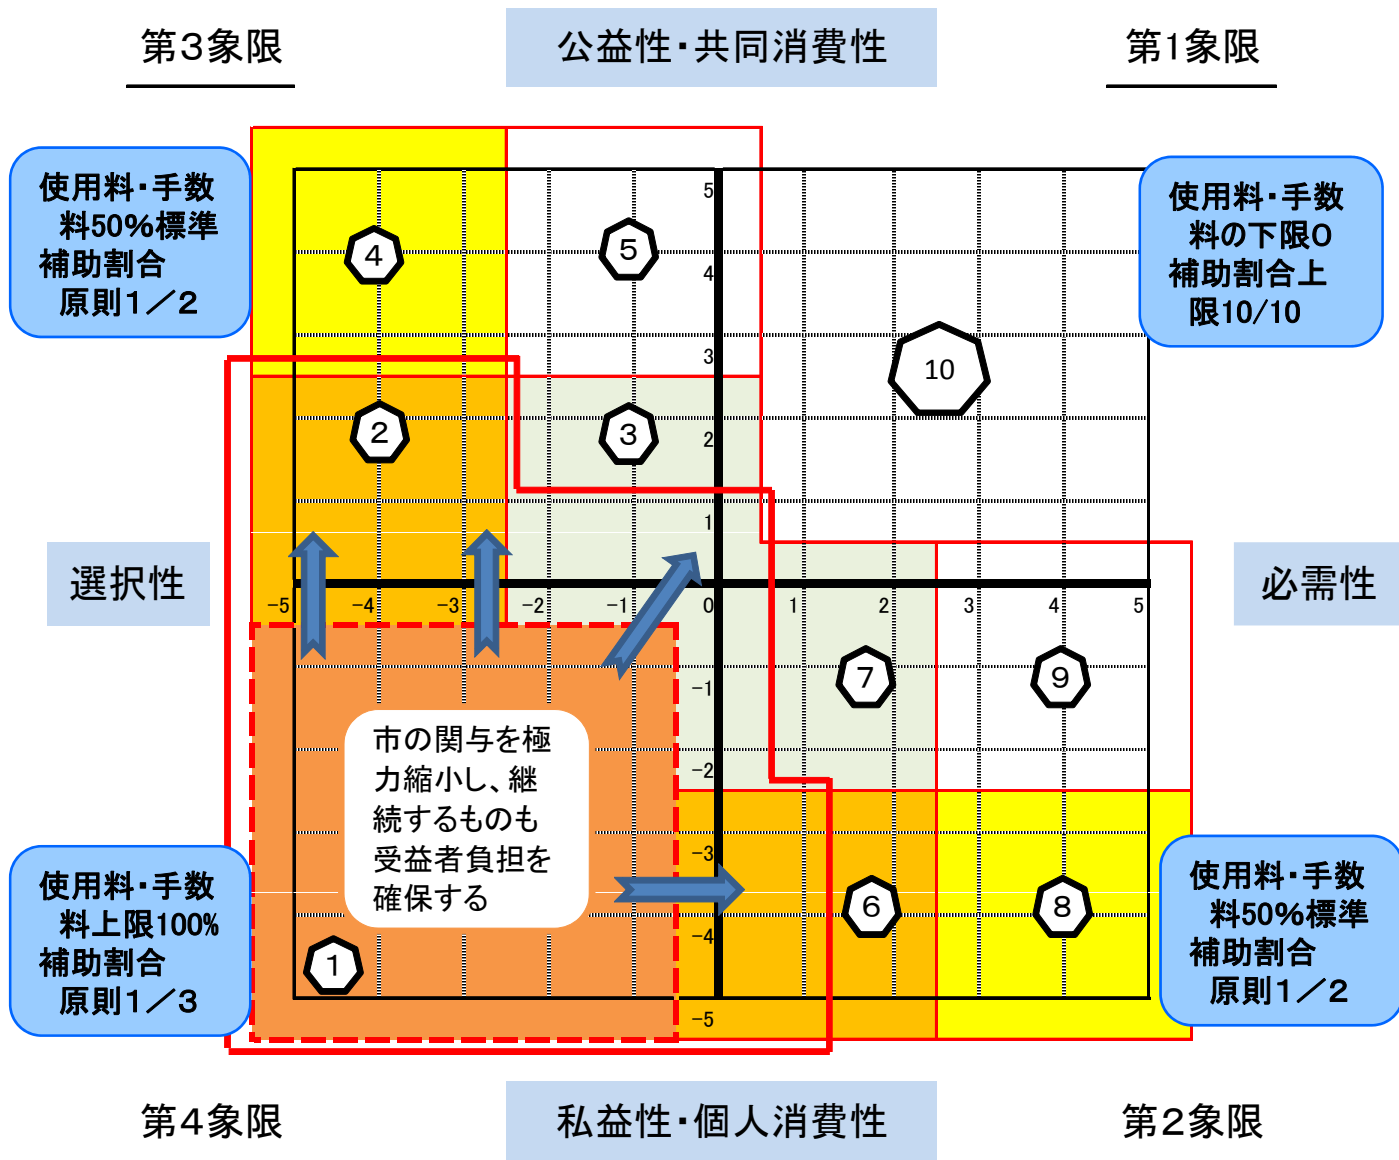 第3象限
公益性・共同消費性
第1象限
使用料・手数
料50%標準
補助割合
原則1／2
使用料・手数
料の下限0
補助割合上
限10/10
5
4
3
2
1
4
5
10
2
3
選択性
必需性
-5
-4
-3
-2
-1
0
1
2
3
4
5
7
9
-1
-2
-3
-4
-5
市の関与を極
力縮小し、継
続するものも
受益者負担を
確保する
6
8
1
使用料・手数
料上限100%
補助割合
原則1／3
使用料・手数
料50%標準
補助割合
原則1／2
第4象限
私益性・個人消費性
第2象限